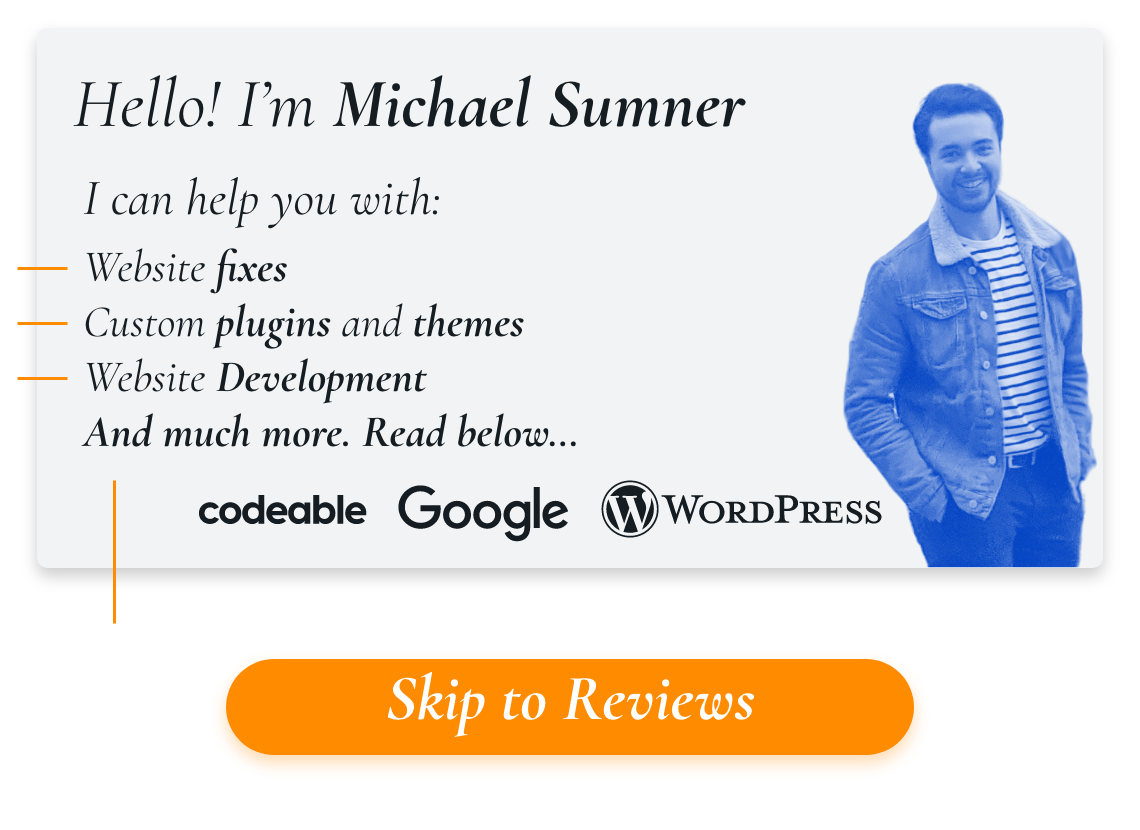 Hello! I’m Michael Sumner
I can help you with:
Website fixes
Custom plugins and themes
Website Development
And much more. Read below...
codeable Google WORDPRESS
Skip to Reviews